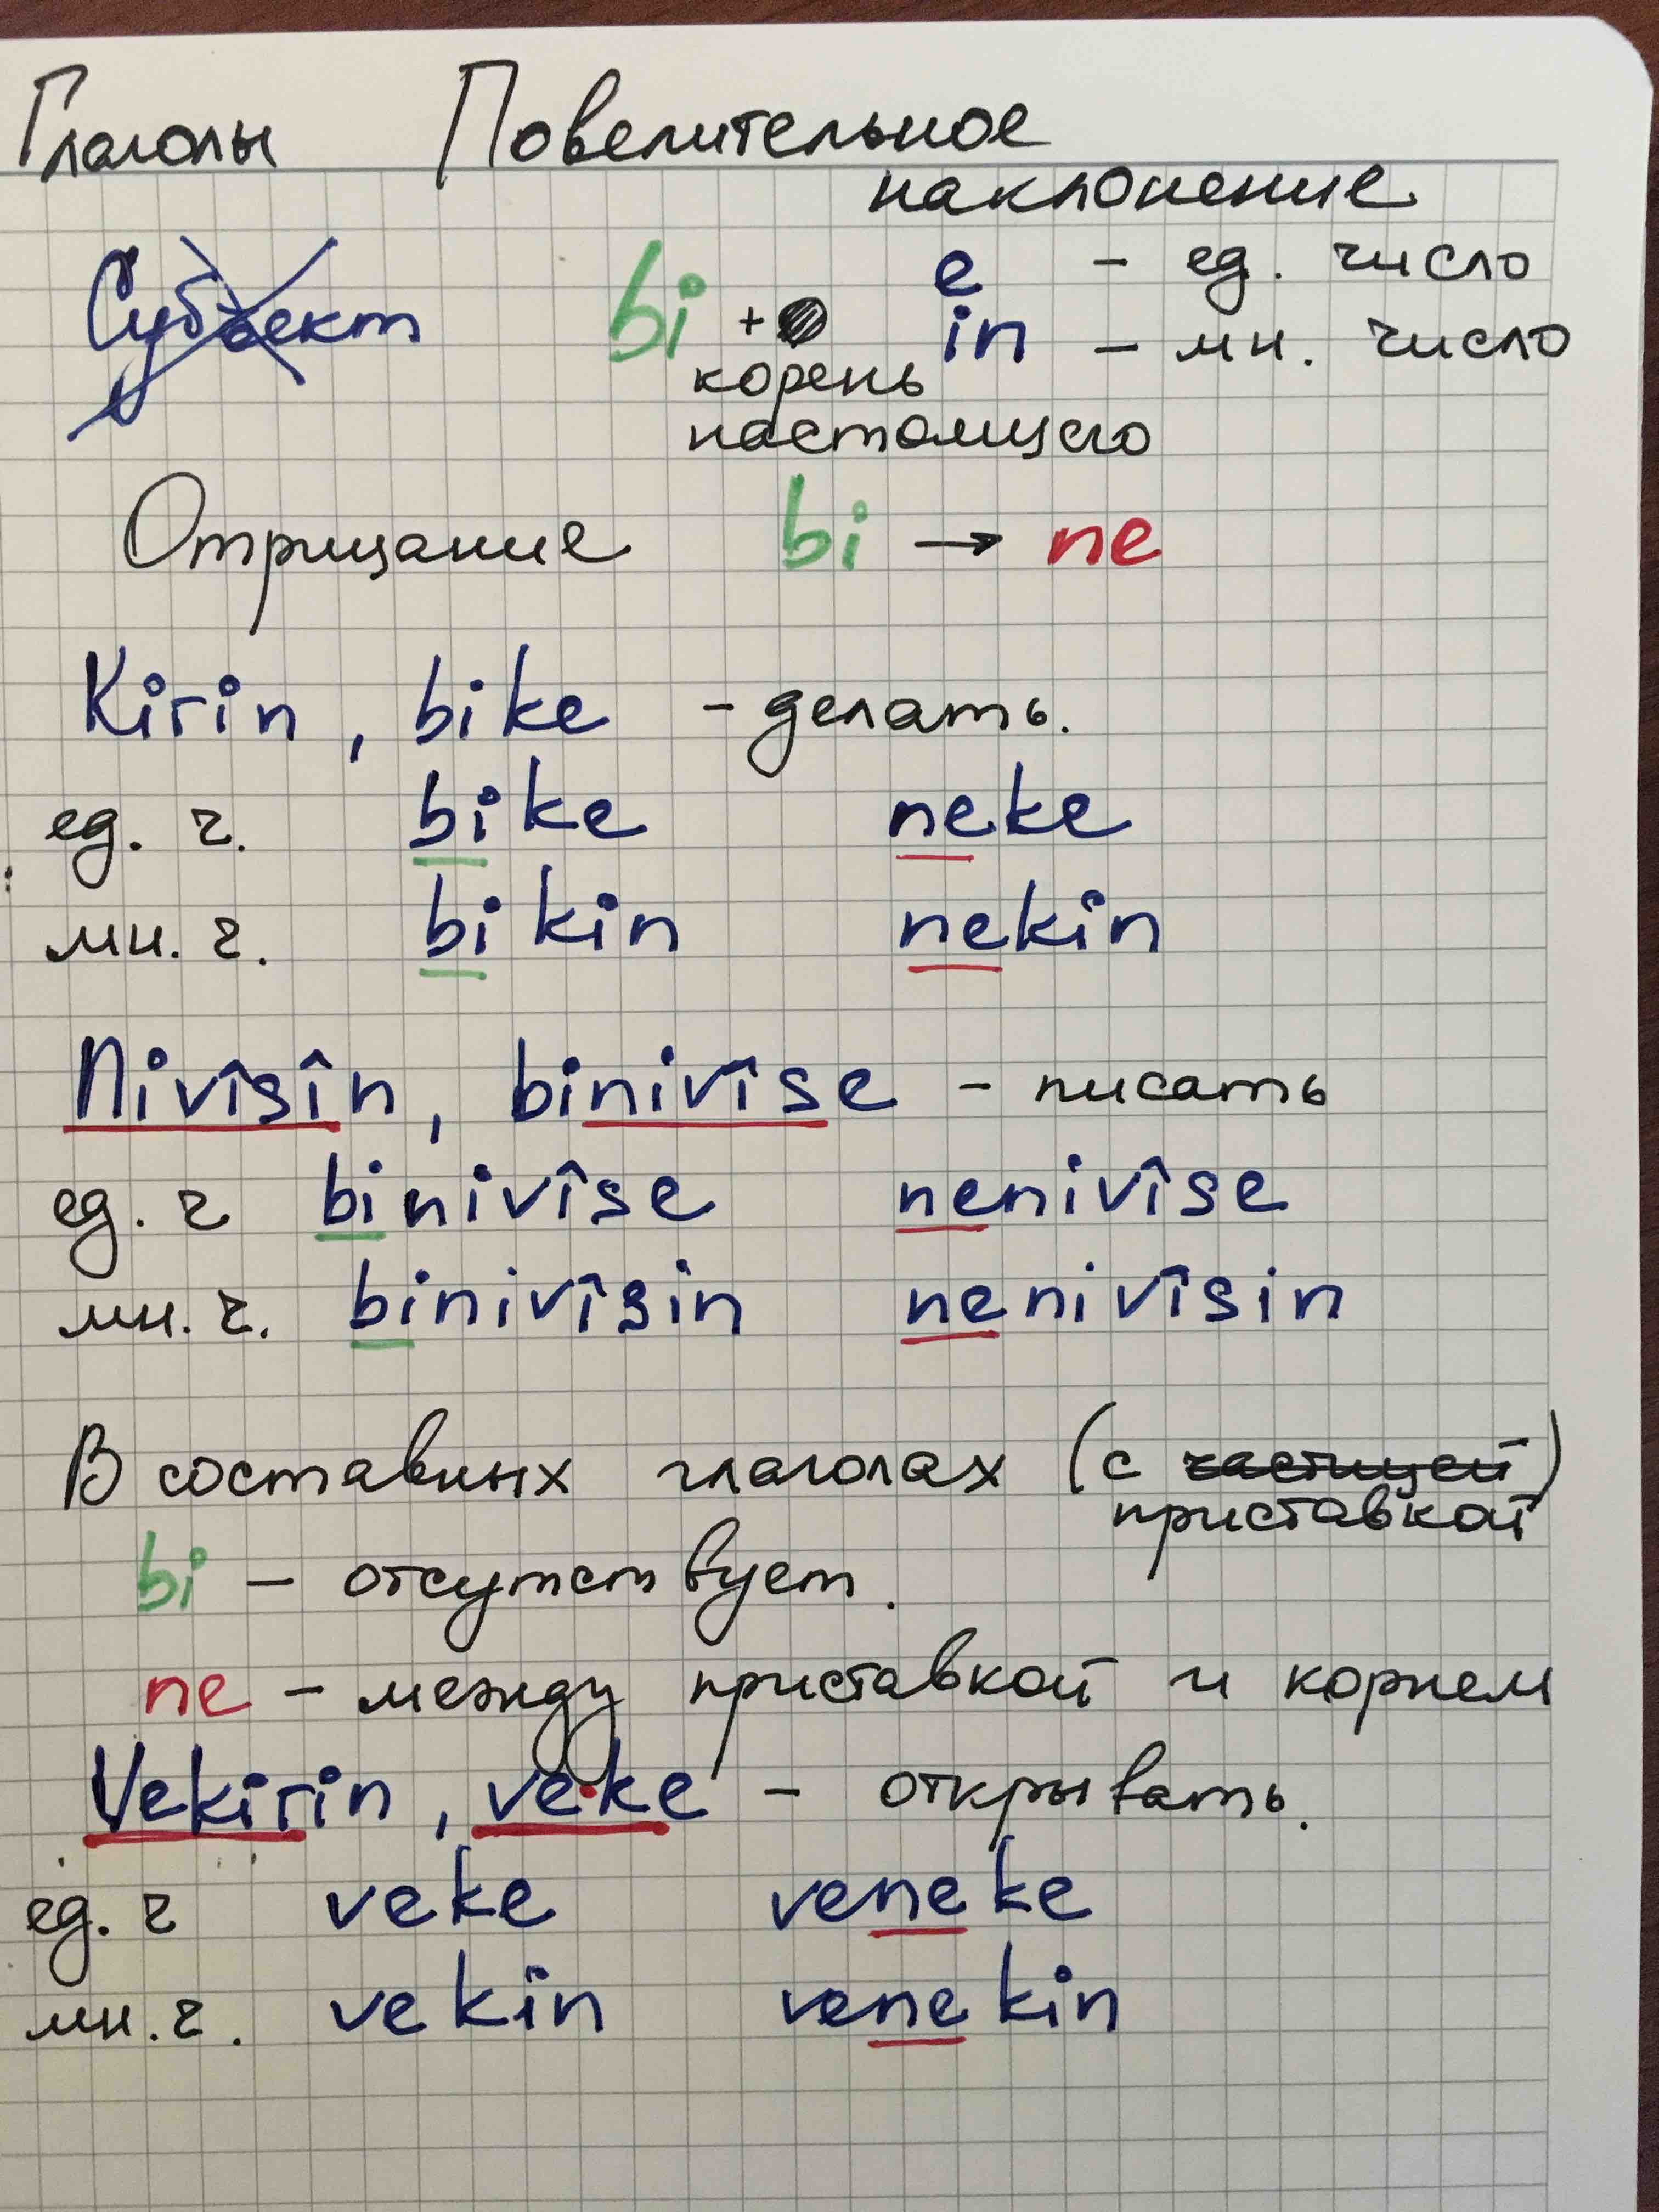 Глаголы Повелительное
наклонение
Субъект bi + e - ед. число
in - мн. число
корень
настоящего
Отрицание bi → ne
Kirin, bike - делать.
ед. ч. bike neke
мн. ч. bikin nekin
Nivîsîn, binivîse - писать
ед. ч binivîse nenivîse
мн. ч. binivîsin nenivîsin
В составных глаголах (с частицей)
приставкой
bi - отсутствует.
ne - между приставкой и корнем
Vekirin, veke - открывать.
ед. ч veke veneke
мн. ч. vekin venekin